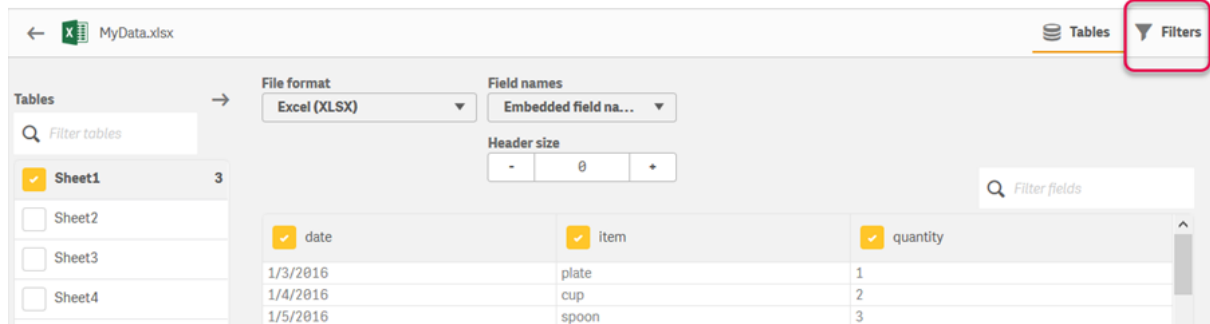 MyData.xlsx
Tables
Filters
Tables
Filter tables
Sheet1 3
Sheet2
Sheet3
Sheet4
File format
Excel (XLSX)
Field names
Embedded field na...
Header size
- 0 +
Filter fields
date item quantity
1/3/2016 plate 1
1/4/2016 cup 2
1/5/2016 spoon 3